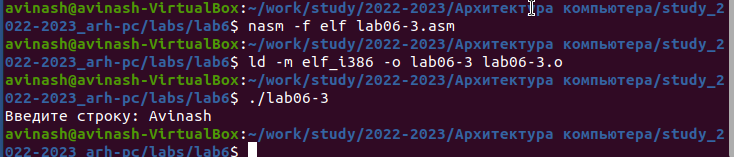 avinash@avinash-VirtualBox:~/work/study/2022-2023/Архитектура компьютера/study_2
022-2023_arh-pc/labs/lab6$ nasm -f elf lab06-3.asm
avinash@avinash-VirtualBox:~/work/study/2022-2023/Архитектура компьютера/study_2
022-2023_arh-pc/labs/lab6$ ld -m elf_i386 -o lab06-3 lab06-3.o
avinash@avinash-VirtualBox:~/work/study/2022-2023/Архитектура компьютера/study_2
022-2023_arh-pc/labs/lab6$ ./lab06-3
Введите строку: Avinash
avinash@avinash-VirtualBox:~/work/study/2022-2023/Архитектура компьютера/study_2
022-2023_arh-pc/labs/lab6$